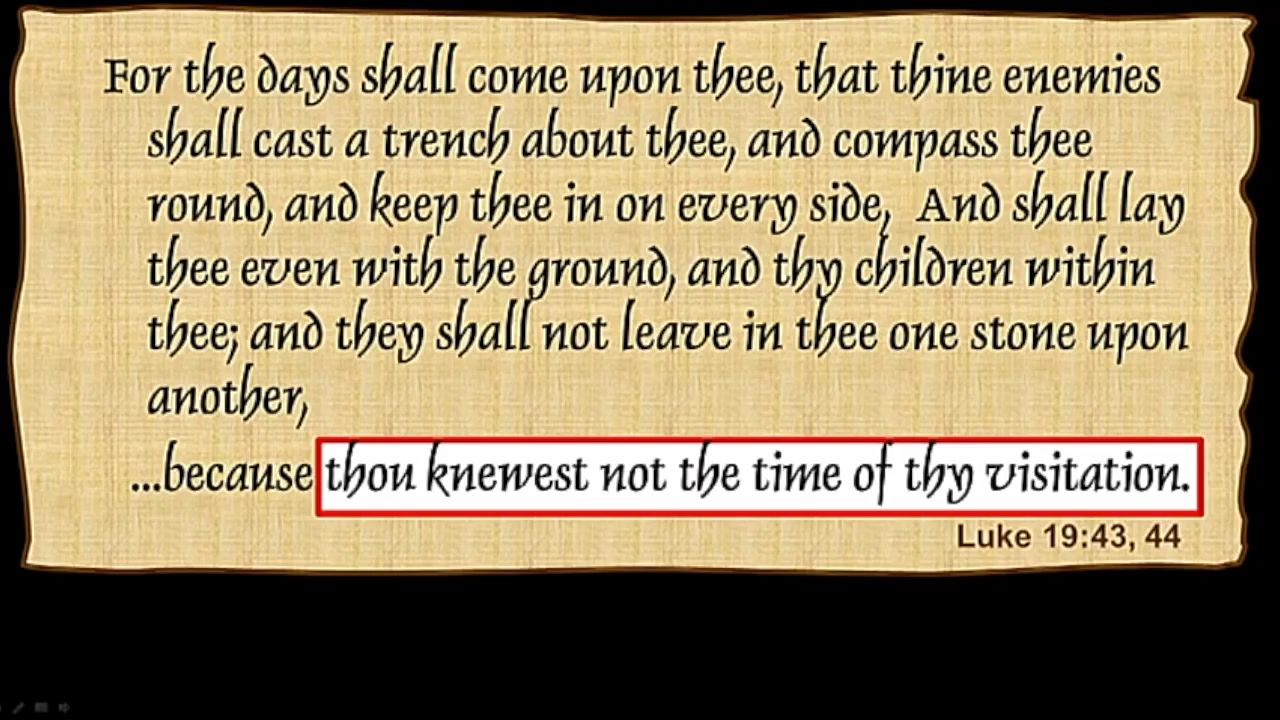 For the days shall come upon thee, that thine enemies
shall cast a trench about thee, and compass thee
round, and keep thee in on every side,  And shall lay
thee even with the ground, and thy children within
thee; and they shall not leave in thee one stone upon
another,
...because thou knewest not the time of thy visitation.
Luke 19:43, 44